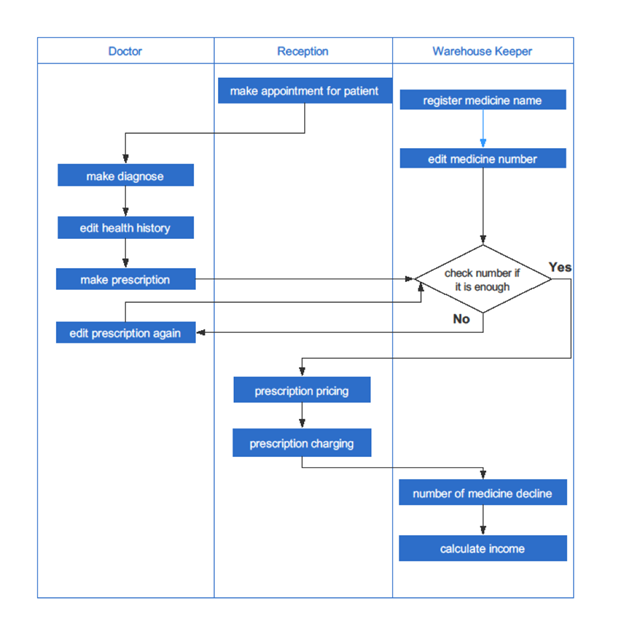 Doctor
Reception
Warehouse Keeper
make appointment for patient
register medicine name
edit medicine number
make diagnose
edit health history
make prescription
check number if
it is enough
Yes
No
edit prescription again
prescription pricing
prescription charging
number of medicine decline
calculate income